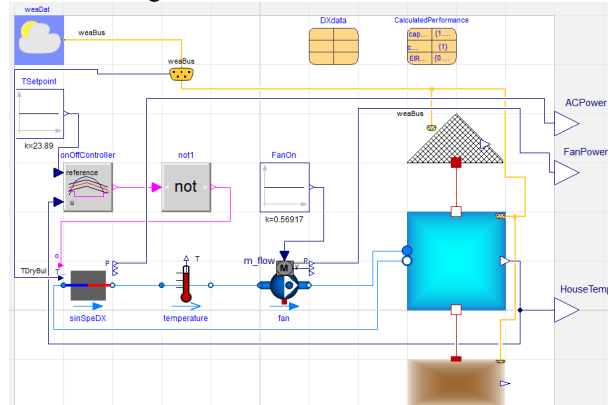 weaDat
weaBus
DXdata
CalculatedPerformance
cap... {1....
c... {1}
EIR... {0....
weaBus
TSetpoint
k=23.89
weaBus
ACPower
FanPower
onOffController
reference
u
not1
not
FanOn
k=0.56917
m_flow
M
P
P
T
TDryBul
T
sinSpeDX
temperature
fan
HouseTemp